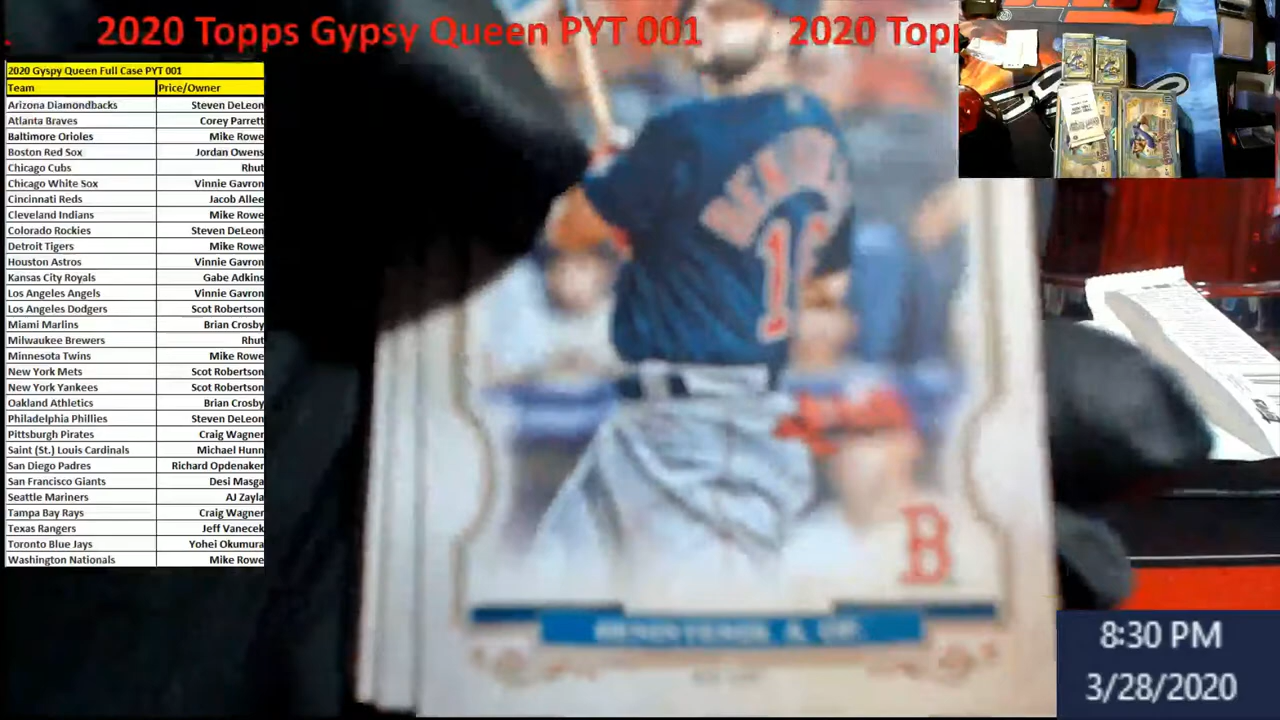 2020 Topps Gypsy Queen PYT 001 2020 Topp
2020 Gyspy Queen Full Case PYT 001
Team Price/Owner
Arizona Diamondbacks Steven DeLeon
Atlanta Braves Corey Parrett
Baltimore Orioles Mike Rowe
Boston Red Sox Jordan Owens
Chicago Cubs Rhut
Chicago White Sox Vinnie Gavron
Cincinnati Reds Jacob Allee
Cleveland Indians Mike Rowe
Colorado Rockies Steven DeLeon
Detroit Tigers Mike Rowe
Houston Astros Vinnie Gavron
Kansas City Royals Gabe Adkins
Los Angeles Angels Vinnie Gavron
Los Angeles Dodgers Scot Robertson
Miami Marlins Brian Crosby
Milwaukee Brewers Rhut
Minnesota Twins Mike Rowe
New York Mets Scot Robertson
New York Yankees Scot Robertson
Oakland Athletics Brian Crosby
Philadelphia Phillies Steven DeLeon
Pittsburgh Pirates Craig Wagner
Saint (St.) Louis Cardinals Michael Hunn
San Diego Padres Richard Opdenaker
San Francisco Giants Desi Masga
Seattle Mariners AJ Zayla
Tampa Bay Rays Craig Wagner
Texas Rangers Jeff Vanecek
Toronto Blue Jays Yohei Okumura
Washington Nationals Mike Rowe
B
8:30 PM
3/28/2020